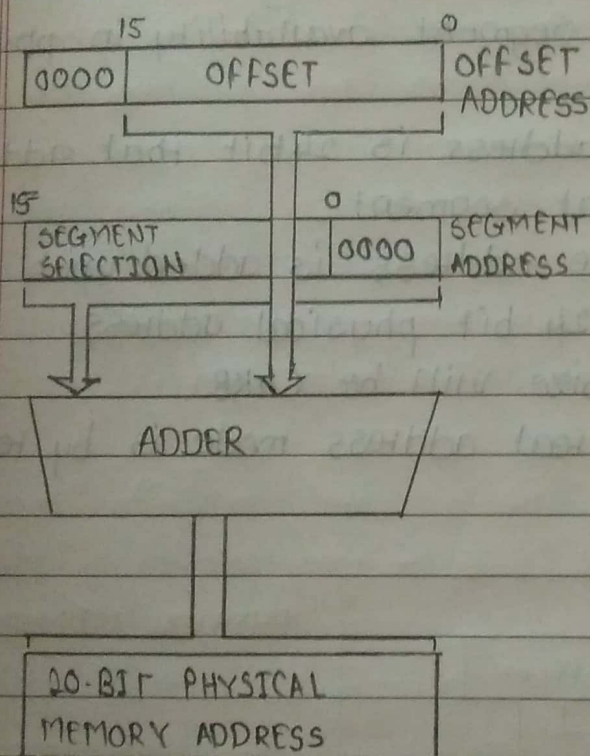 15 0
0000 OFFSET OFFSET
ADDRESS
15 0
SEGMENT
SELECTION 0000 SEGMENT
ADDRESS
ADDER
20-BIT PHYSICAL
MEMORY ADDRESS